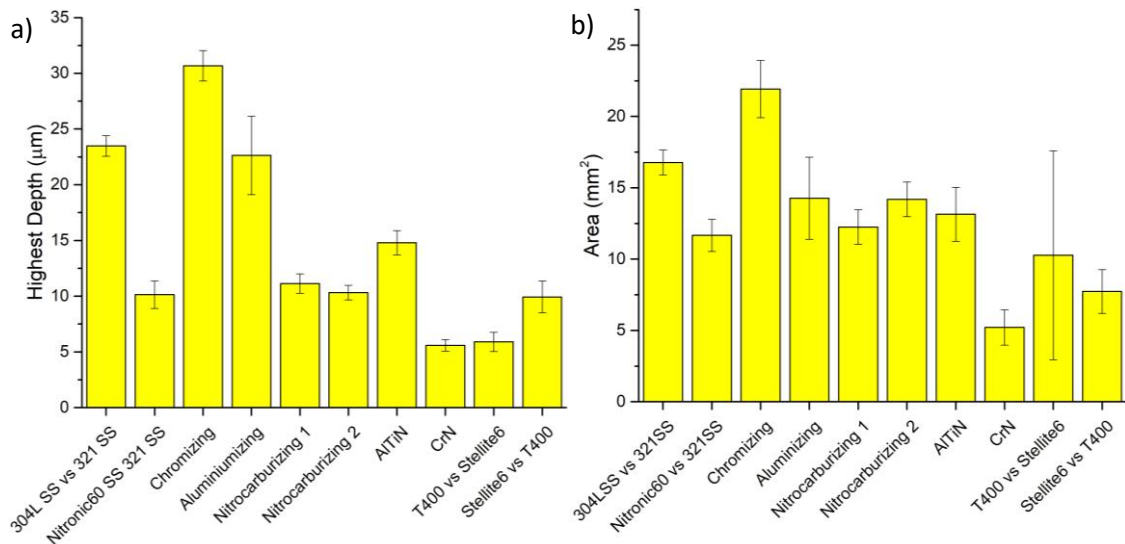 a)
Highest Depth (μm)
35
30
25
20
15
10
5
0
304L SS vs 321 SS
Nitronic60 SS 321 SS
Chromizing
Aluminiumizing
Nitrocarburizing 1
Nitrocarburizing 2
AlTiN
CrN
T400 vs Stellite6
Stellite6 vs T400
b)
Area (mm²)
25
20
15
10
5
0
304LSS vs 321SS
Nitronic60 vs 321SS
Chromizing
Aluminizing
Nitrocarburizing 1
Nitrocarburizing 2
AlTiN
CrN
T400 vs Stellite6
Stellite6 vs T400